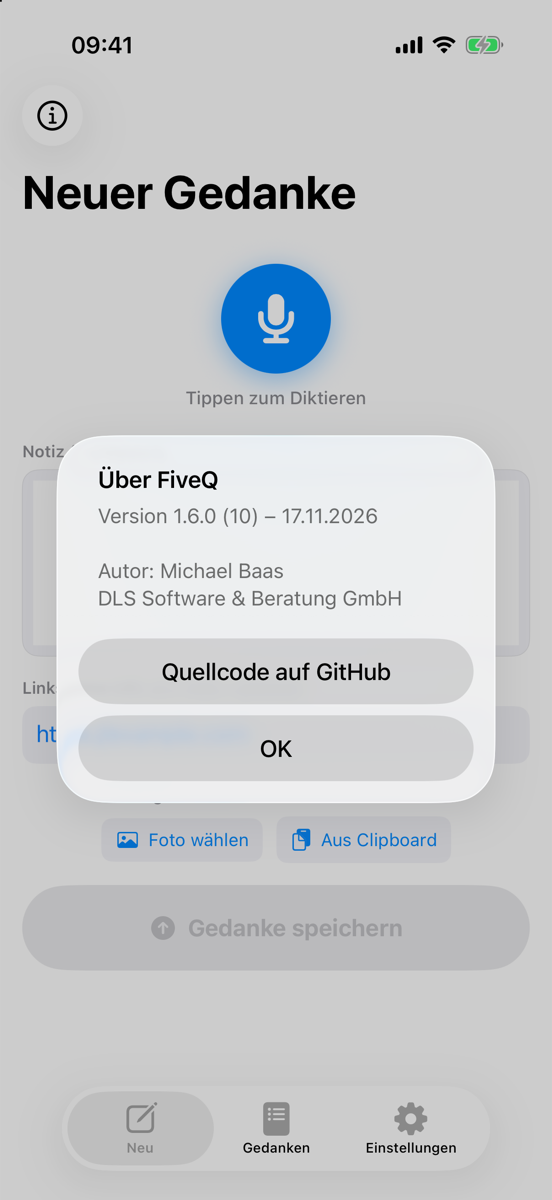 09:41
Neuer Gedanke
Tippen zum Diktieren
Notiz
Über FiveQ
Version 1.6.0 (10) – 17.11.2026
Autor: Michael Baas
DLS Software & Beratung GmbH
Quellcode auf GitHub
Link
ht
OK
Foto wählen
Aus Clipboard
Gedanke speichern
Neu
Gedanken
Einstellungen